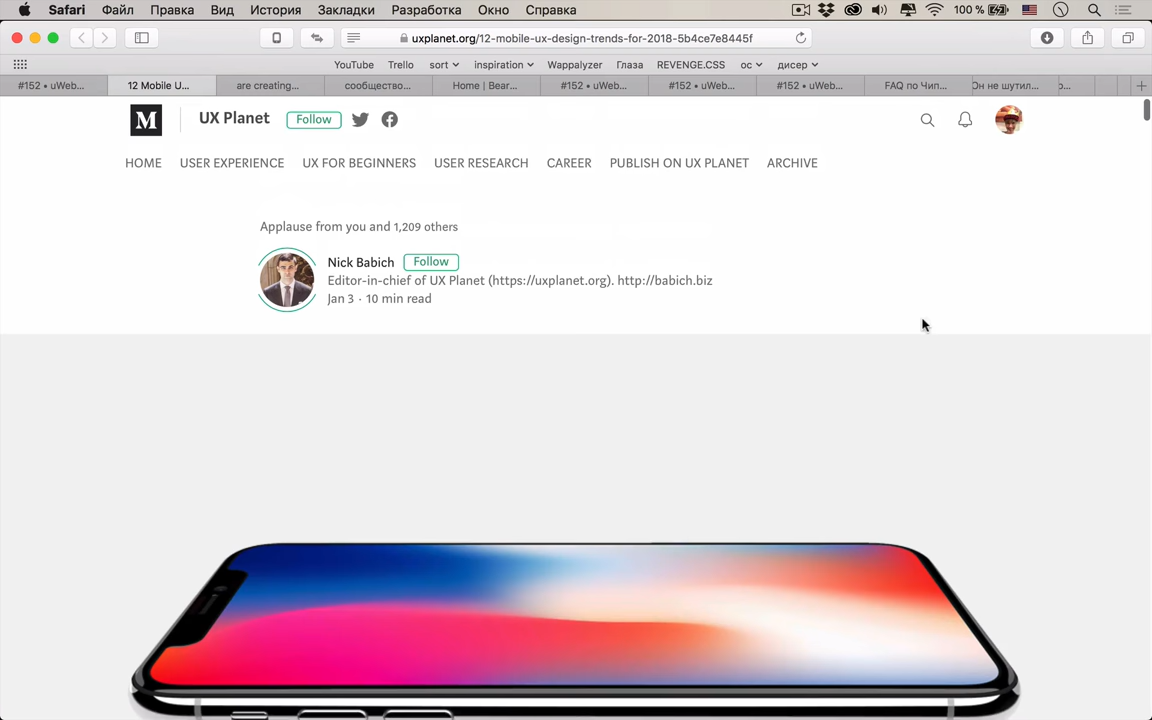 Safari Файл Правка Вид История Закладки Разработка Окно Справка 100 %
uxplanet.org/12-mobile-ux-design-trends-for-2018-5b4ce7e8445f
YouTube Trello sort inspiration Wappalyzer Глаза REVENGE.CSS ос дисер
#152 • uWeb... 12 Mobile U... are creating... сообщество... Home | Bear... #152 • uWeb... #152 • uWeb... #152 • uWeb... FAQ по Чип... Он не шутил...
M UX Planet Follow
HOME USER EXPERIENCE UX FOR BEGINNERS USER RESEARCH CAREER PUBLISH ON UX PLANET ARCHIVE
Applause from you and 1,209 others
Nick Babich Follow
Editor-in-chief of UX Planet (https://uxplanet.org). http://babich.biz
Jan 3 · 10 min read